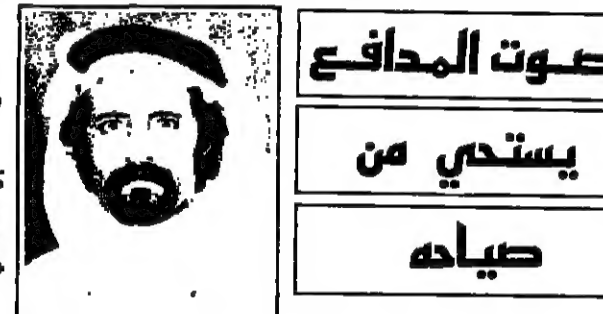 صوت المدافع
يستحي من
صياحه